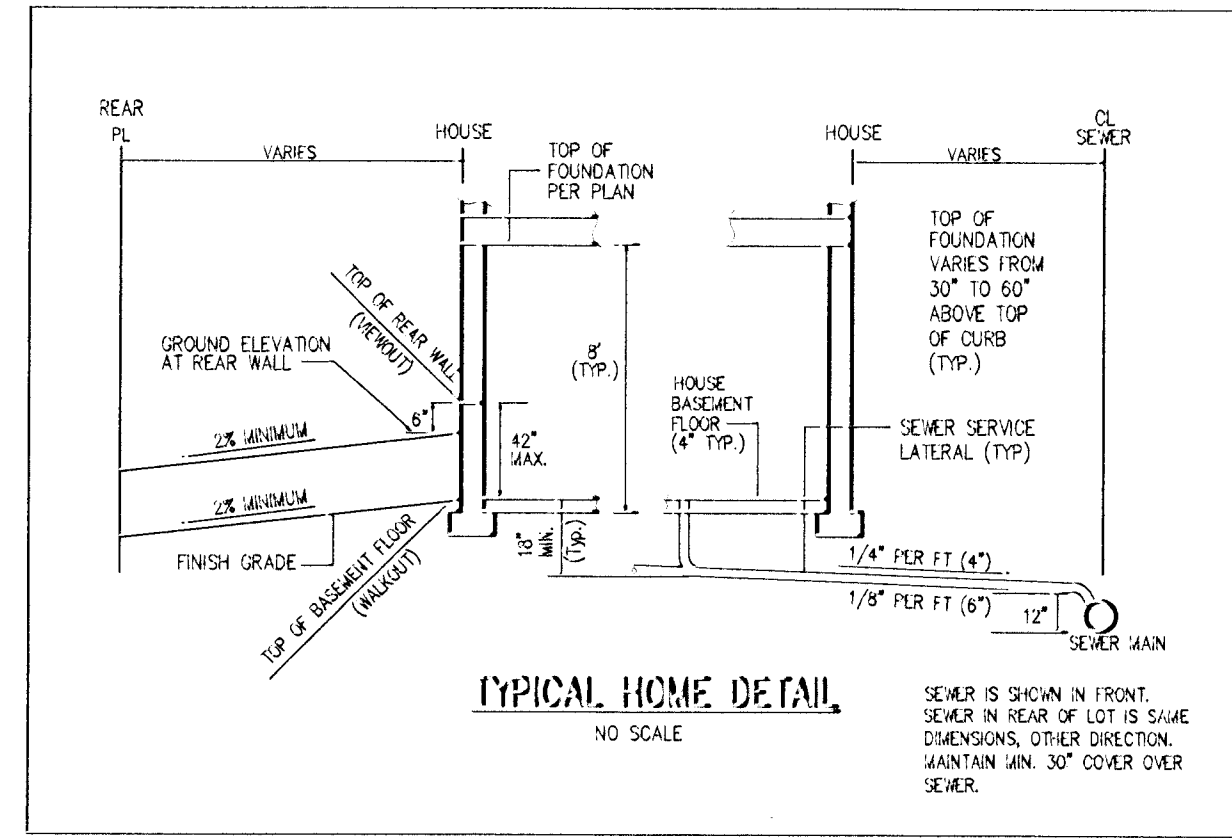 REAR
PL
VARIES
HOUSE
TOP OF
FOUNDATION
PER PLAN
HOUSE
VARIES
CL
SEWER
TOP OF
FOUNDATION
VARIES FROM
30" TO 60"
ABOVE TOP
OF CURB
(TYP.)
TOP OF REAR WALL
(VIEWOUT)
GROUND ELEVATION
AT REAR WALL
6"
42"
MAX.
8'
(TYP.)
HOUSE
BASEMENT
FLOOR
(4" TYP.)
SEWER SERVICE
LATERAL (TYP)
2% MINIMUM
2% MINIMUM
FINISH GRADE
TOP OF BASEMENT FLOOR
(WALKOUT)
18"
MIN.
(Typ.)
1/4" PER FT (4")
1/8" PER FT (6")
12"
SEWER MAIN
TYPICAL HOME DETAIL
NO SCALE
SEWER IS SHOWN IN FRONT.
SEWER IN REAR OF LOT IS SAME
DIMENSIONS, OTHER DIRECTION.
MAINTAIN MIN. 30" COVER OVER
SEWER.